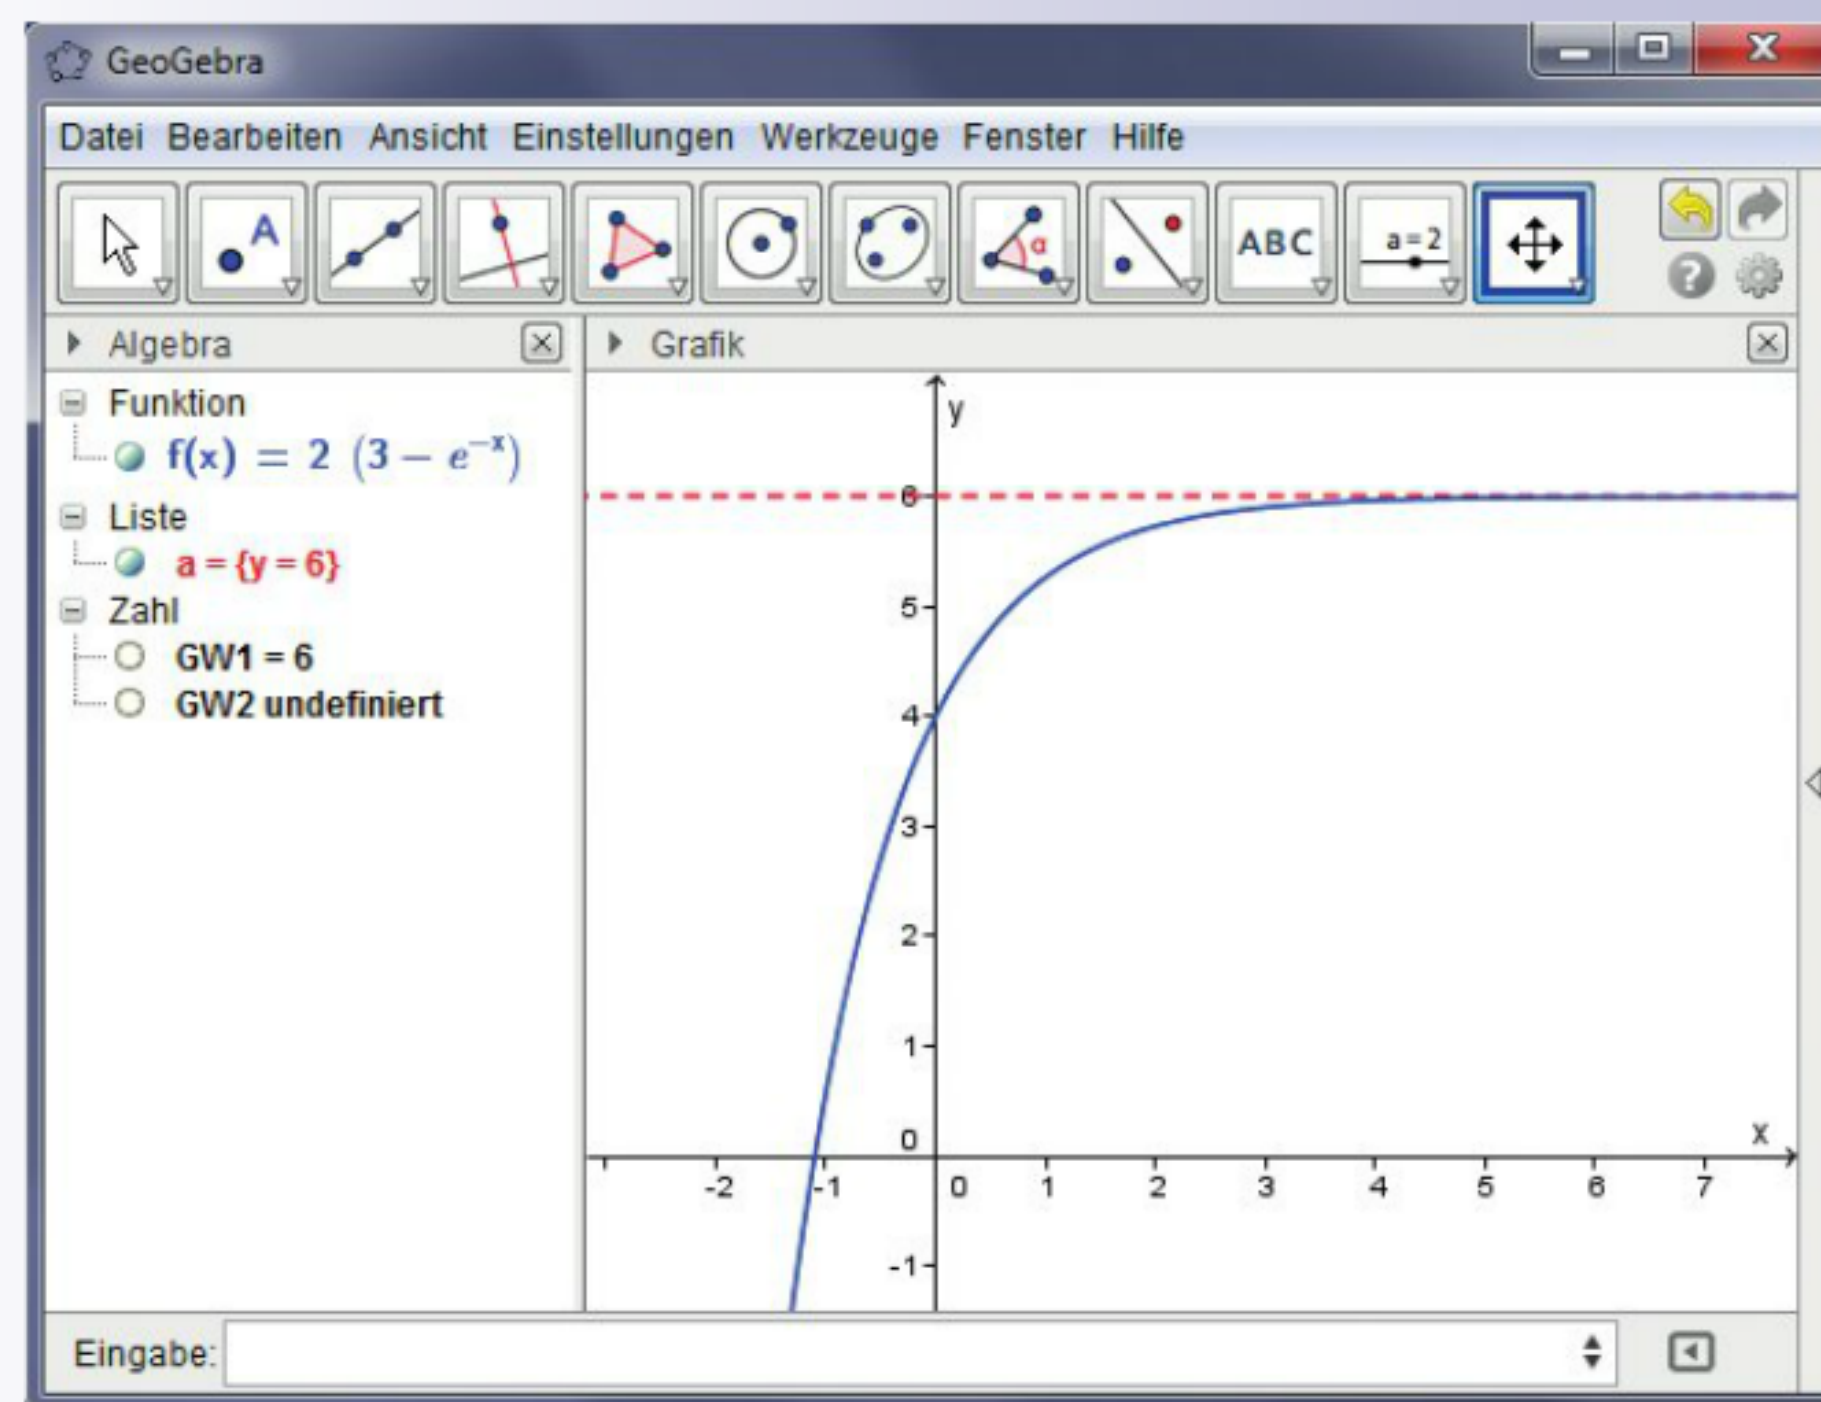 GeoGebra
Datei Bearbeiten Ansicht Einstellungen Werkzeuge Fenster Hilfe
A
α
ABC
a = 2
?
Algebra
Grafik
Funktion
f(x) = 2 (3 − e^{−x})
Liste
a = {y = 6}
Zahl
GW1 = 6
GW2 undefiniert
y
6
5
4
3
2
1
0
x
-2 -1 0 1 2 3 4 5 6 7
-1
Eingabe: